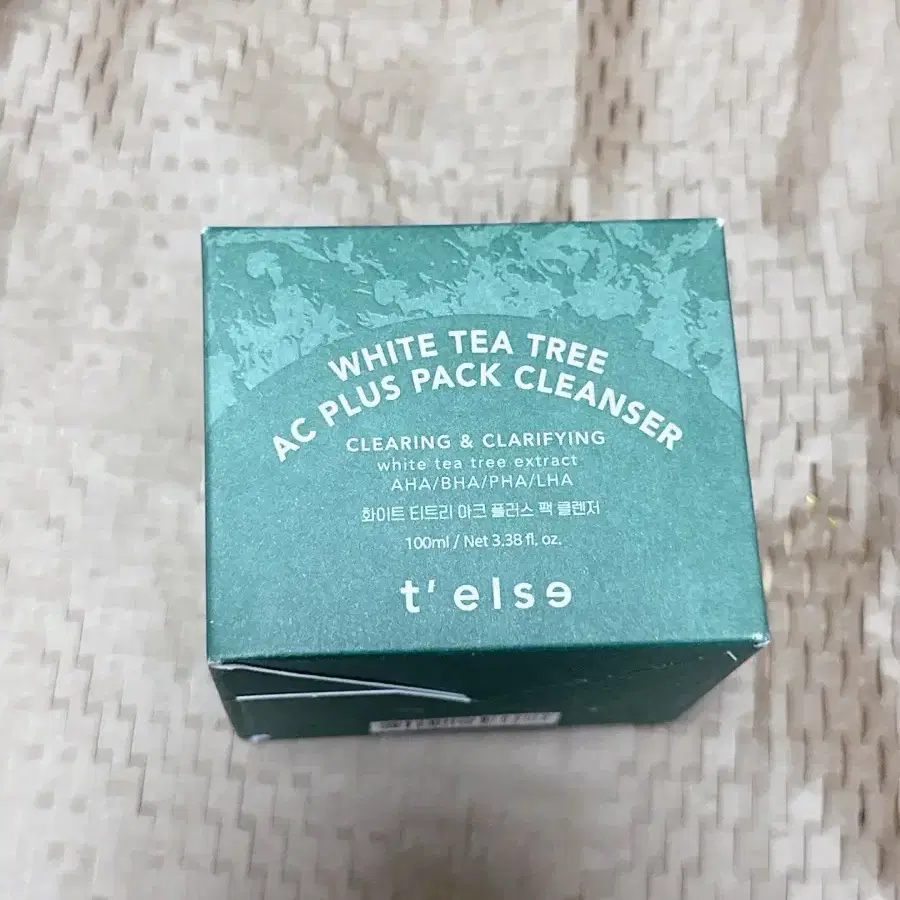 WHITE TEA TREE
AC PLUS PACK CLEANSER
CLEARING & CLARIFYING
white tea tree extract
AHA/BHA/PHA/LHA
화이트 티트리 아크 플러스 팩 클렌저
100ml / Net 3.38 fl. oz.
t' else